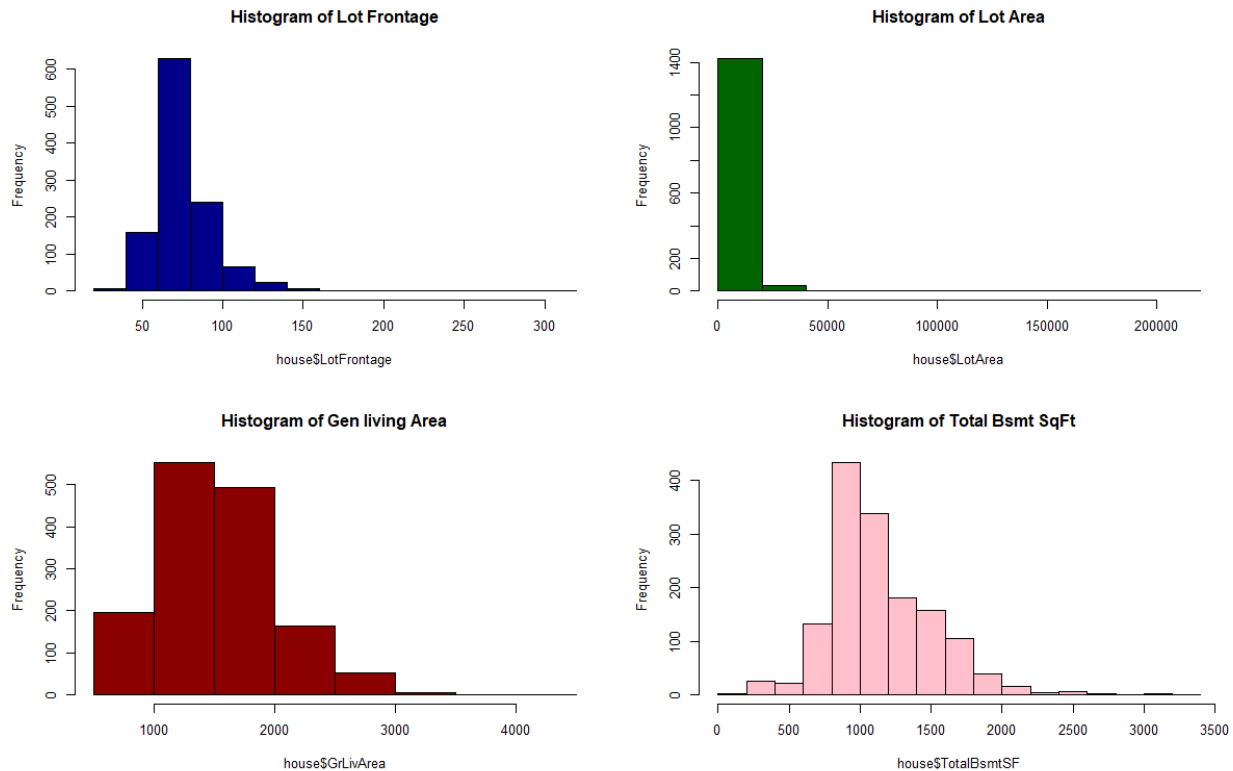 Histogram of Lot Frontage
Frequency
0 100 200 300 400 500 600
50 100 150 200 250 300
house$LotFrontage
Histogram of Lot Area
Frequency
0 200 600 1000 1400
0 50000 100000 150000 200000
house$LotArea
Histogram of Gen living Area
Frequency
0 100 200 300 400 500
1000 2000 3000 4000
house$GrLivArea
Histogram of Total Bsmt SqFt
Frequency
0 100 200 300 400
0 500 1000 1500 2000 2500 3000 3500
house$TotalBsmtSF